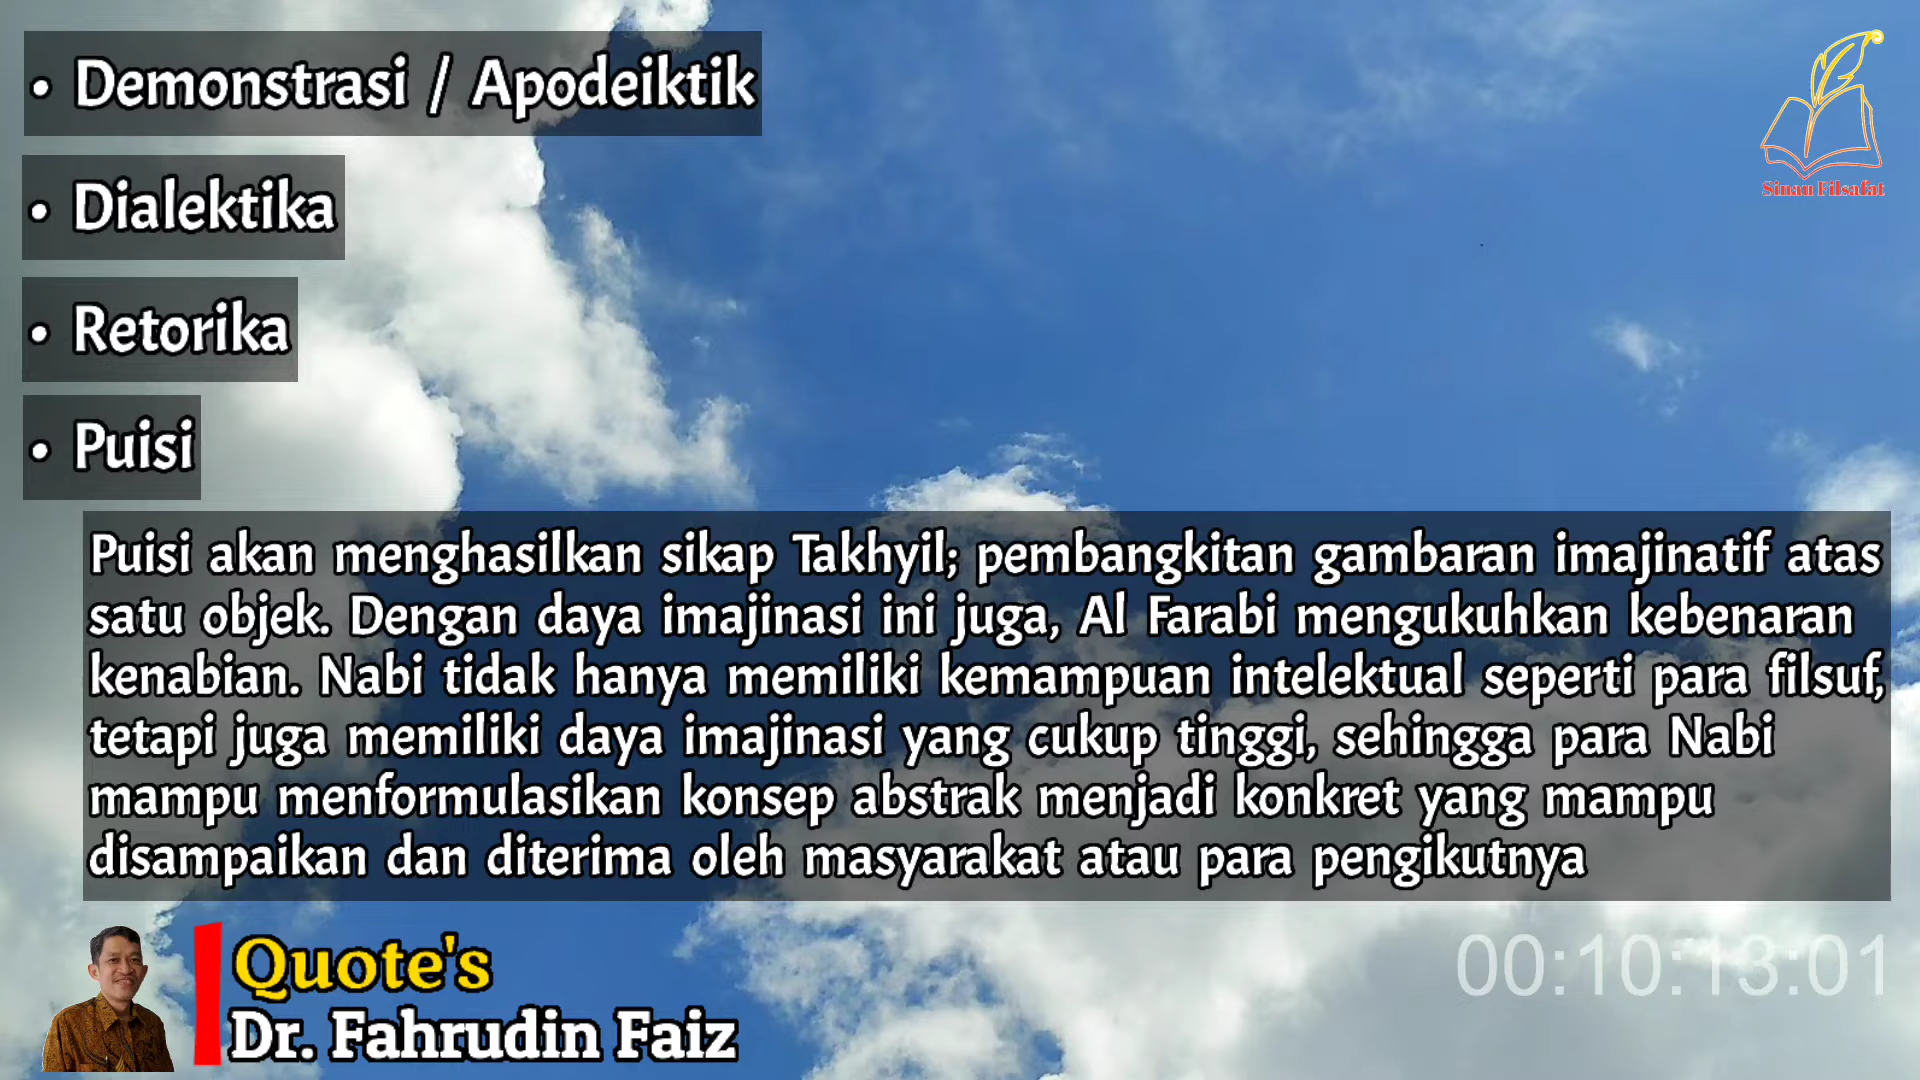 • Demonstrasi / Apodeiktik
Sinau Filsafat
• Dialektika
• Retorika
• Puisi
Puisi akan menghasilkan sikap Takhyil; pembangkitan gambaran imajinatif atas
satu objek. Dengan daya imajinasi ini juga, Al Farabi mengukuhkan kebenaran
kenabian. Nabi tidak hanya memiliki kemampuan intelektual seperti para filsuf,
tetapi juga memiliki daya imajinasi yang cukup tinggi, sehingga para Nabi
mampu menformulasikan konsep abstrak menjadi konkret yang mampu
disampaikan dan diterima oleh masyarakat atau para pengikutnya
00:10:13:01
Quote's
Dr. Fahrudin Faiz